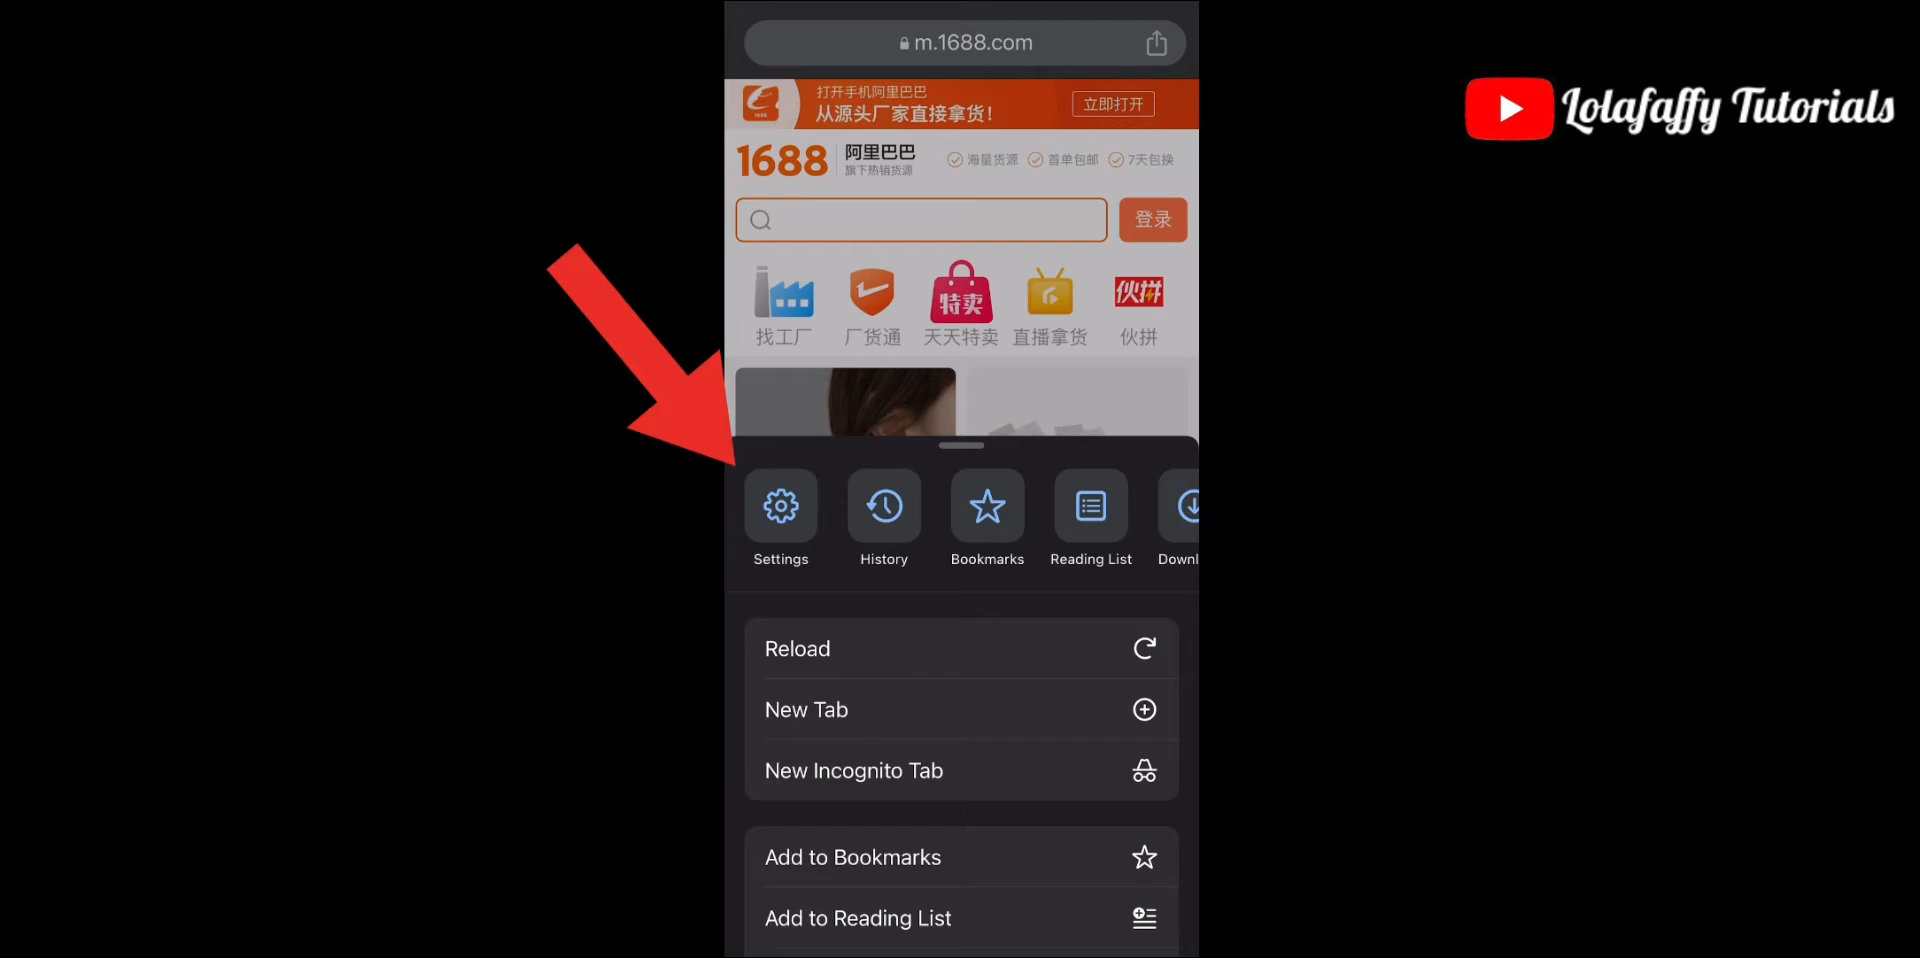 m.1688.com
打开手机阿里巴巴
从源头厂家直接拿货!
立即打开
1688
1688
阿里巴巴
旗下热销货源
海量货源 首单包邮 7天包换
登录
特卖
伙拼
找工厂 厂货通 天天特卖 直播拿货 伙拼
Settings History Bookmarks Reading List Downl
Reload
New Tab
New Incognito Tab
Add to Bookmarks
Add to Reading List
Lolafaffy Tutorials